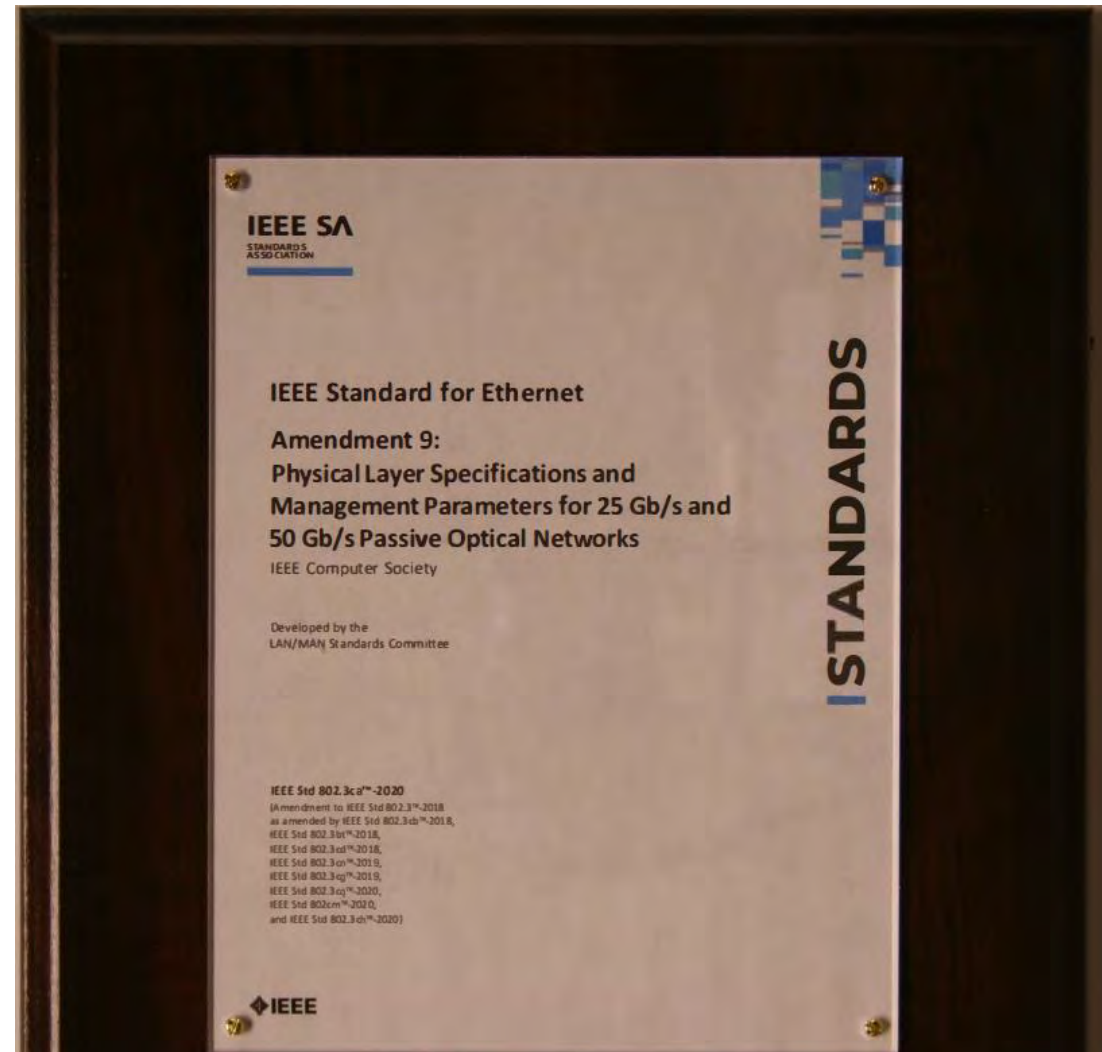 IEEE SA
STANDARDS
ASSOCIATION
IEEE Standard for Ethernet
Amendment 9:
Physical Layer Specifications and
Management Parameters for 25 Gb/s and
50 Gb/s Passive Optical Networks
IEEE Computer Society
Developed by the
LAN/MAN Standards Committee
IEEE Std 802.3ca™-2020
(Amendment to IEEE Std 802.3™-2018
as amended by IEEE Std 802.3cb™-2018,
IEEE Std 802.3bt™-2018,
IEEE Std 802.3cd™-2018,
IEEE Std 802.3cn™-2019,
IEEE Std 802.3cg™-2019,
IEEE Std 802.3cq™-2020,
IEEE Std 802cm™-2020,
and IEEE Std 802.3ch™-2020)
IEEE
STANDARDS